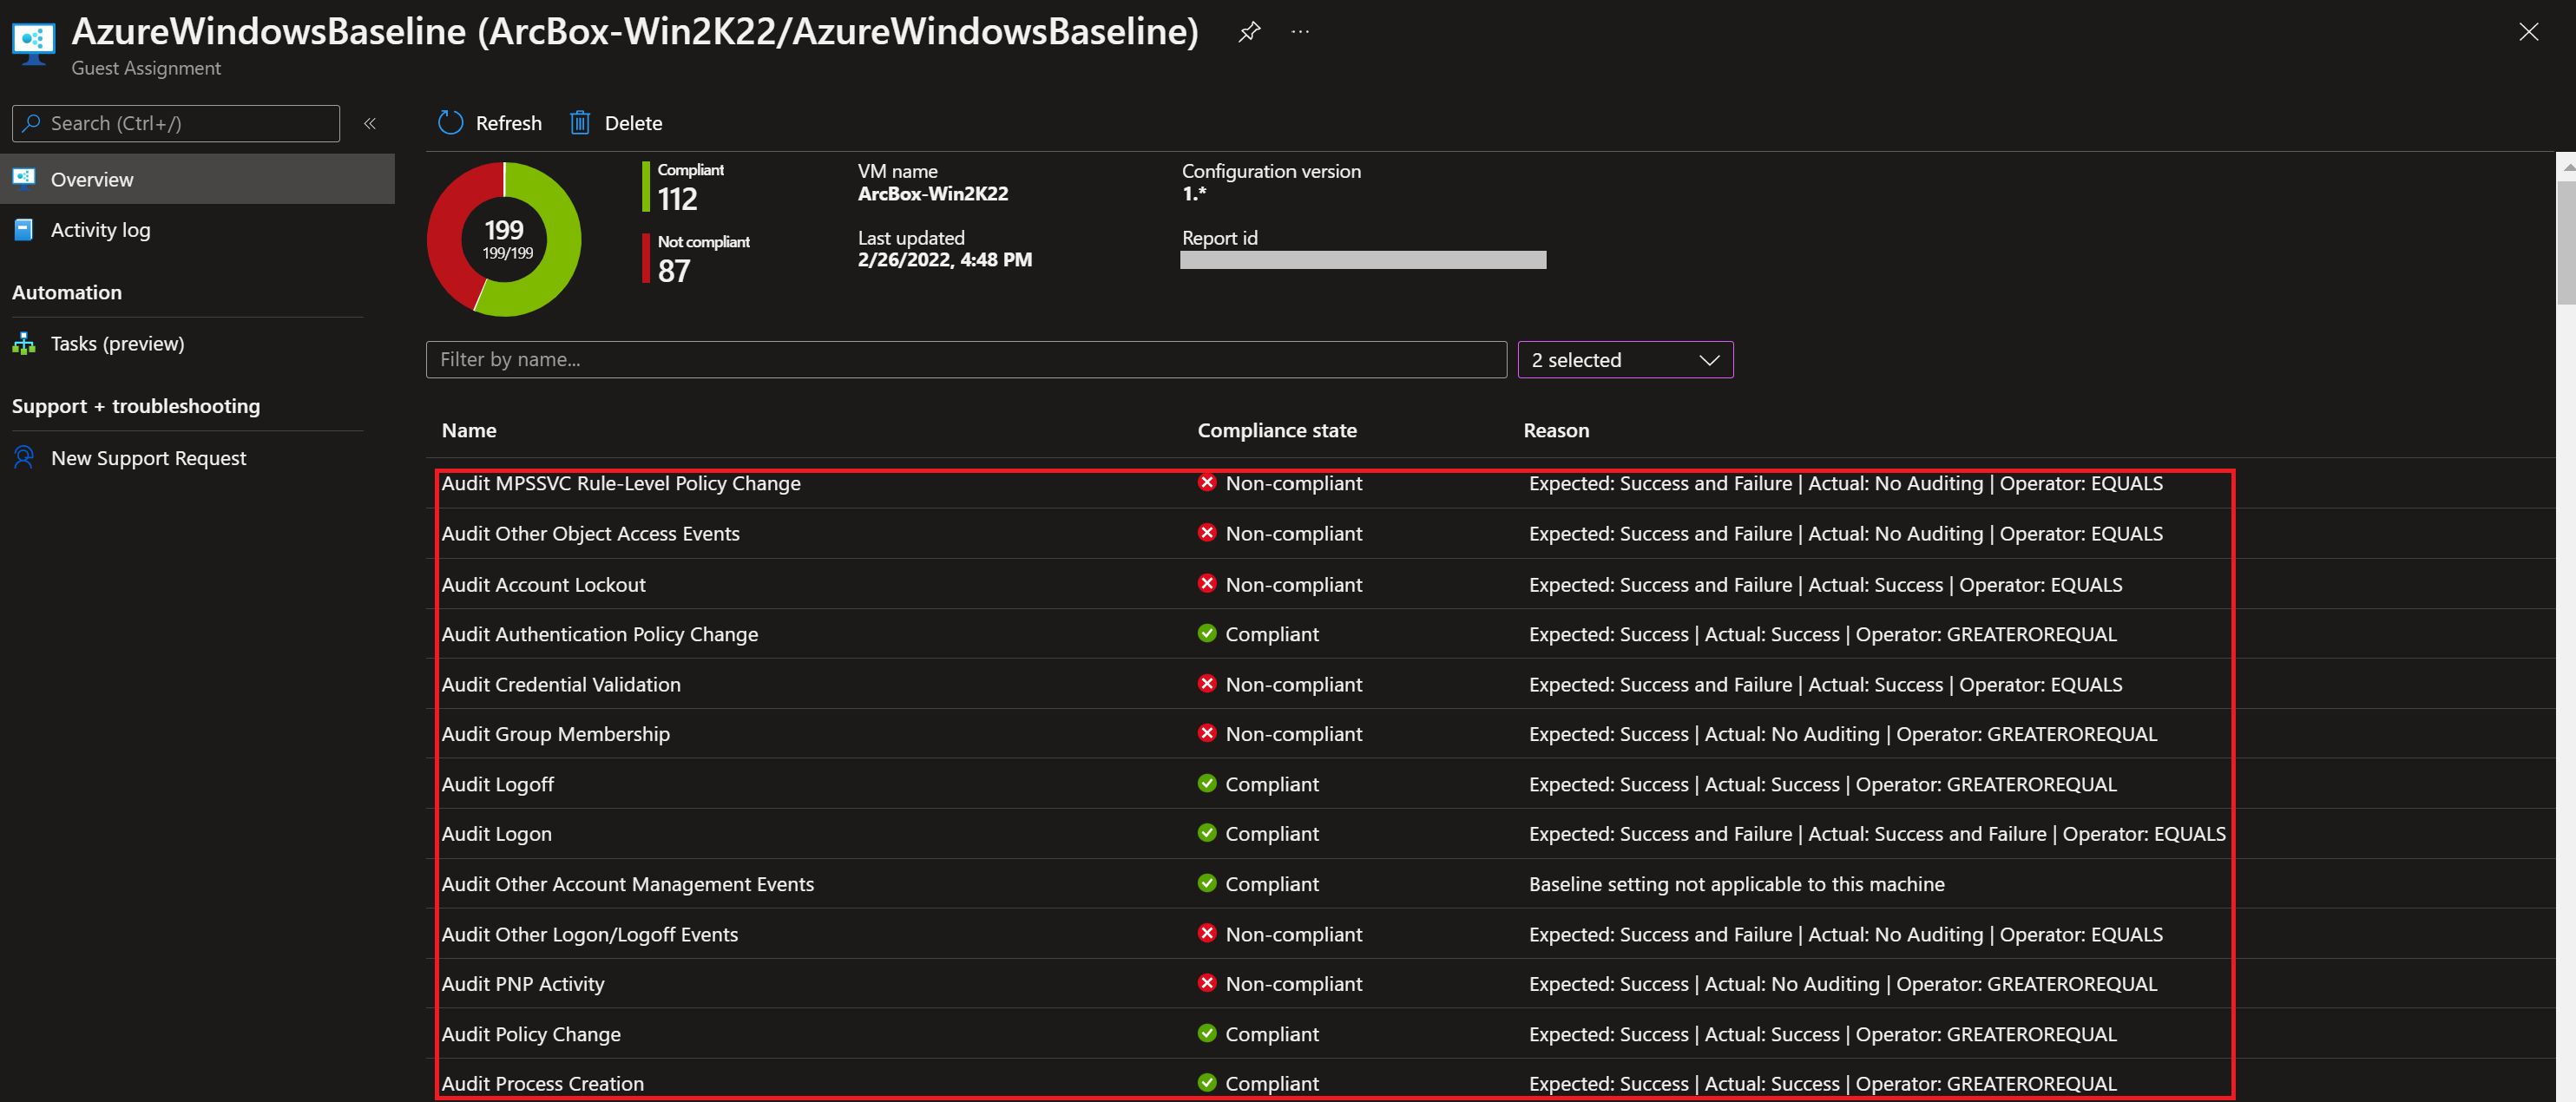 AzureWindowsBaseline (ArcBox-Win2K22/AzureWindowsBaseline)
Guest Assignment
Search (Ctrl+/)
Overview
Activity log
Automation
Tasks (preview)
Support + troubleshooting
New Support Request
Refresh Delete
199
199/199
Compliant
112
Not compliant
87
VM name
ArcBox-Win2K22
Last updated
2/26/2022, 4:48 PM
Configuration version
1.*
Report id
Filter by name...
2 selected
Name Compliance state Reason
Audit MPSSVC Rule-Level Policy Change Non-compliant Expected: Success and Failure | Actual: No Auditing | Operator: EQUALS
Audit Other Object Access Events Non-compliant Expected: Success and Failure | Actual: No Auditing | Operator: EQUALS
Audit Account Lockout Non-compliant Expected: Success and Failure | Actual: Success | Operator: EQUALS
Audit Authentication Policy Change Compliant Expected: Success | Actual: Success | Operator: GREATEROREQUAL
Audit Credential Validation Non-compliant Expected: Success and Failure | Actual: Success | Operator: EQUALS
Audit Group Membership Non-compliant Expected: Success | Actual: No Auditing | Operator: GREATEROREQUAL
Audit Logoff Compliant Expected: Success | Actual: Success | Operator: GREATEROREQUAL
Audit Logon Compliant Expected: Success and Failure | Actual: Success and Failure | Operator: EQUALS
Audit Other Account Management Events Compliant Baseline setting not applicable to this machine
Audit Other Logon/Logoff Events Non-compliant Expected: Success and Failure | Actual: No Auditing | Operator: EQUALS
Audit PNP Activity Non-compliant Expected: Success | Actual: No Auditing | Operator: GREATEROREQUAL
Audit Policy Change Compliant Expected: Success | Actual: Success | Operator: GREATEROREQUAL
Audit Process Creation Compliant Expected: Success | Actual: Success | Operator: GREATEROREQUAL